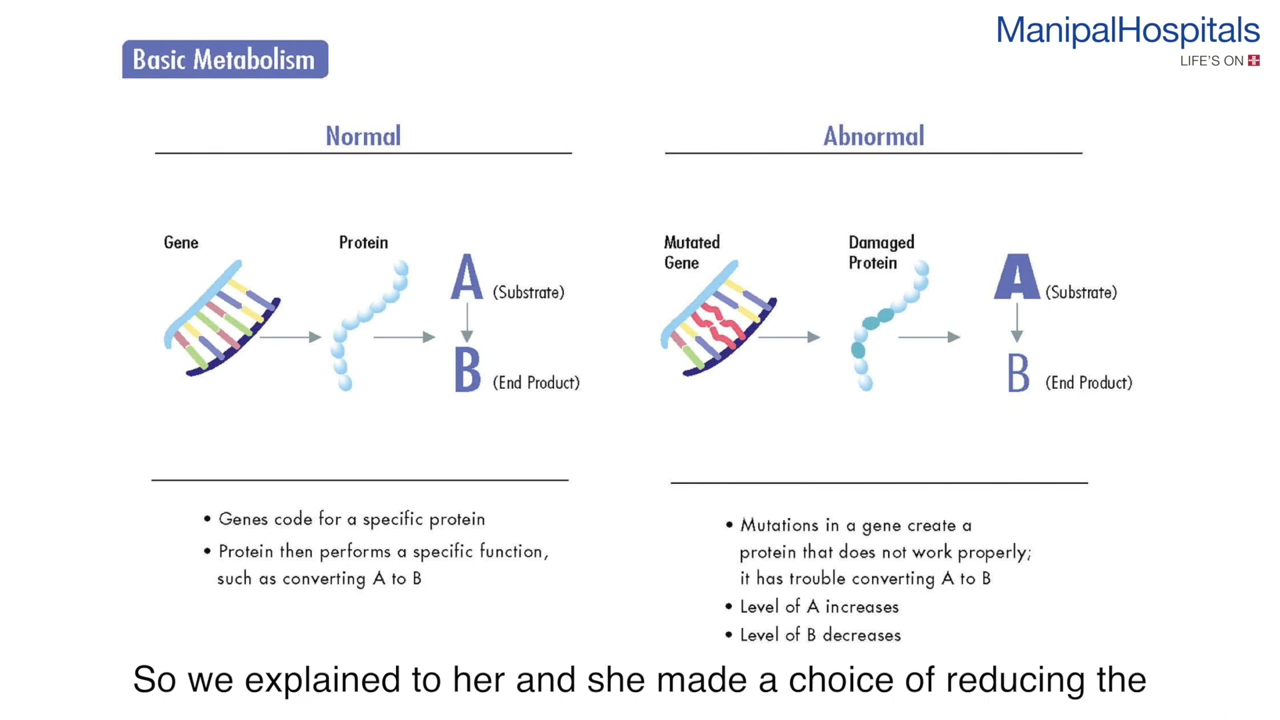 ManipalHospitals
LIFE'S ON
Basic Metabolism
Normal
Gene
Protein
A (Substrate)
B (End Product)
• Genes code for a specific protein
• Protein then performs a specific function,
such as converting A to B
Abnormal
Mutated
Gene
Damaged
Protein
A (Substrate)
B (End Product)
• Mutations in a gene create a
protein that does not work properly;
it has trouble converting A to B
• Level of A increases
• Level of B decreases
So we explained to her and she made a choice of reducing the